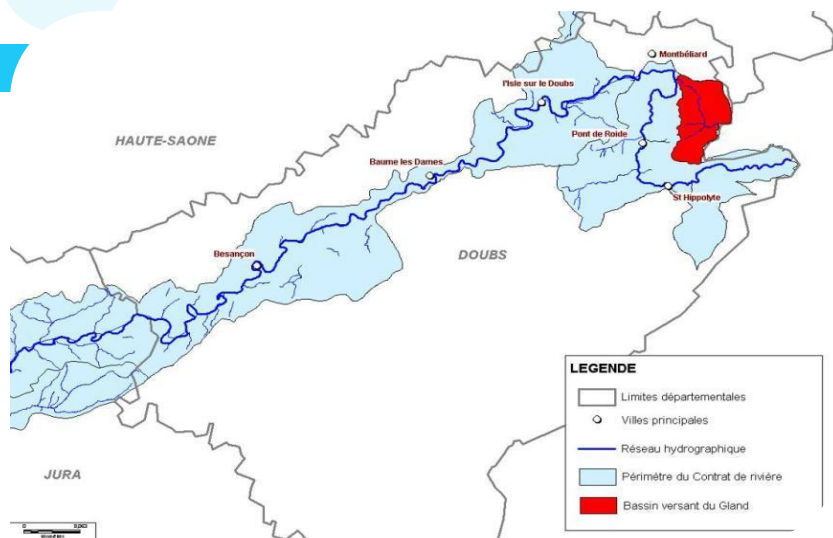 Montbéliard
l'Isle sur le Doubs
HAUTE-SAONE
Pont de Roide
Baume les Dames
St Hippolyte
Besançon
DOUBS
JURA
LEGENDE
Limites départementales
Villes principales
Réseau hydrographique
Périmètre du Contrat de rivière
Bassin versant du Gland
0